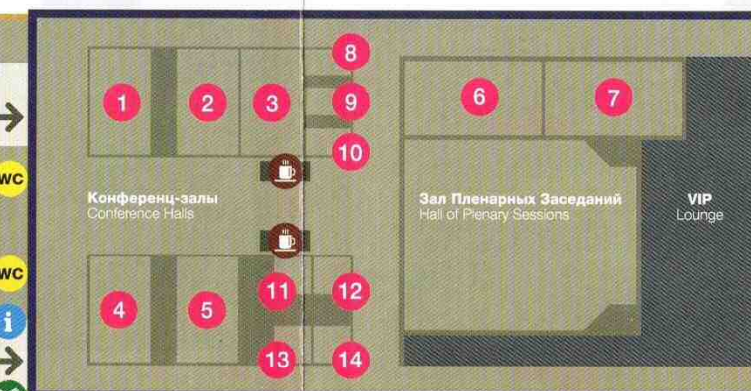 8
1
2
3
9
6
7
10
WC
Конференц-залы
Conference Halls
Зал Пленарных Заседаний
Hall of Plenary Sessions
VIP
Lounge
WC
11
12
4
5
i
13
14